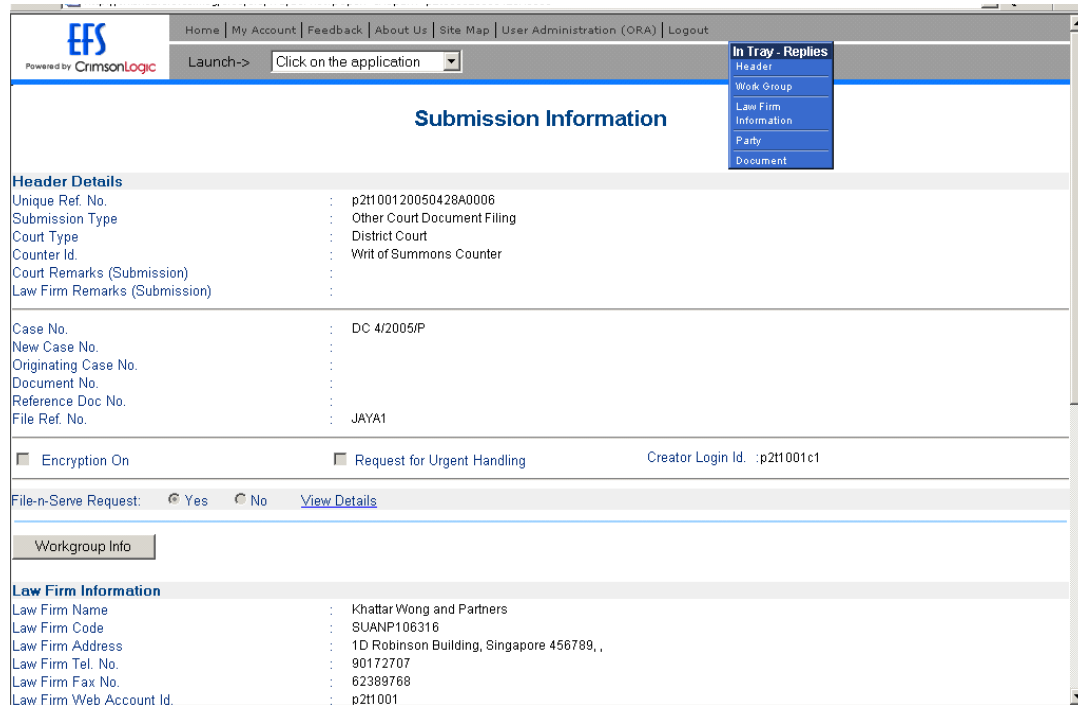 EFS
Powered by CrimsonLogic
Home | My Account | Feedback | About Us | Site Map | User Administration (ORA) | Logout
Launch-> Click on the application
In Tray - Replies
Header
Work Group
Law Firm
Information
Party
Document
Submission Information
Header Details
Unique Ref. No. : p2t100120050428A0006
Submission Type : Other Court Document Filing
Court Type : District Court
Counter Id. : Writ of Summons Counter
Court Remarks (Submission) :
Law Firm Remarks (Submission) :
Case No. : DC 4/2005/P
New Case No. :
Originating Case No. :
Document No. :
Reference Doc No. :
File Ref. No. : JAYA1
Encryption On Request for Urgent Handling Creator Login Id. :p2t1001c1
File-n-Serve Request: Yes No View Details
Workgroup Info
Law Firm Information
Law Firm Name : Khattar Wong and Partners
Law Firm Code : SUANP106316
Law Firm Address : 1D Robinson Building, Singapore 456789, ,
Law Firm Tel. No. : 90172707
Law Firm Fax No. : 62389768
Law Firm Web Account Id. : p2t1001